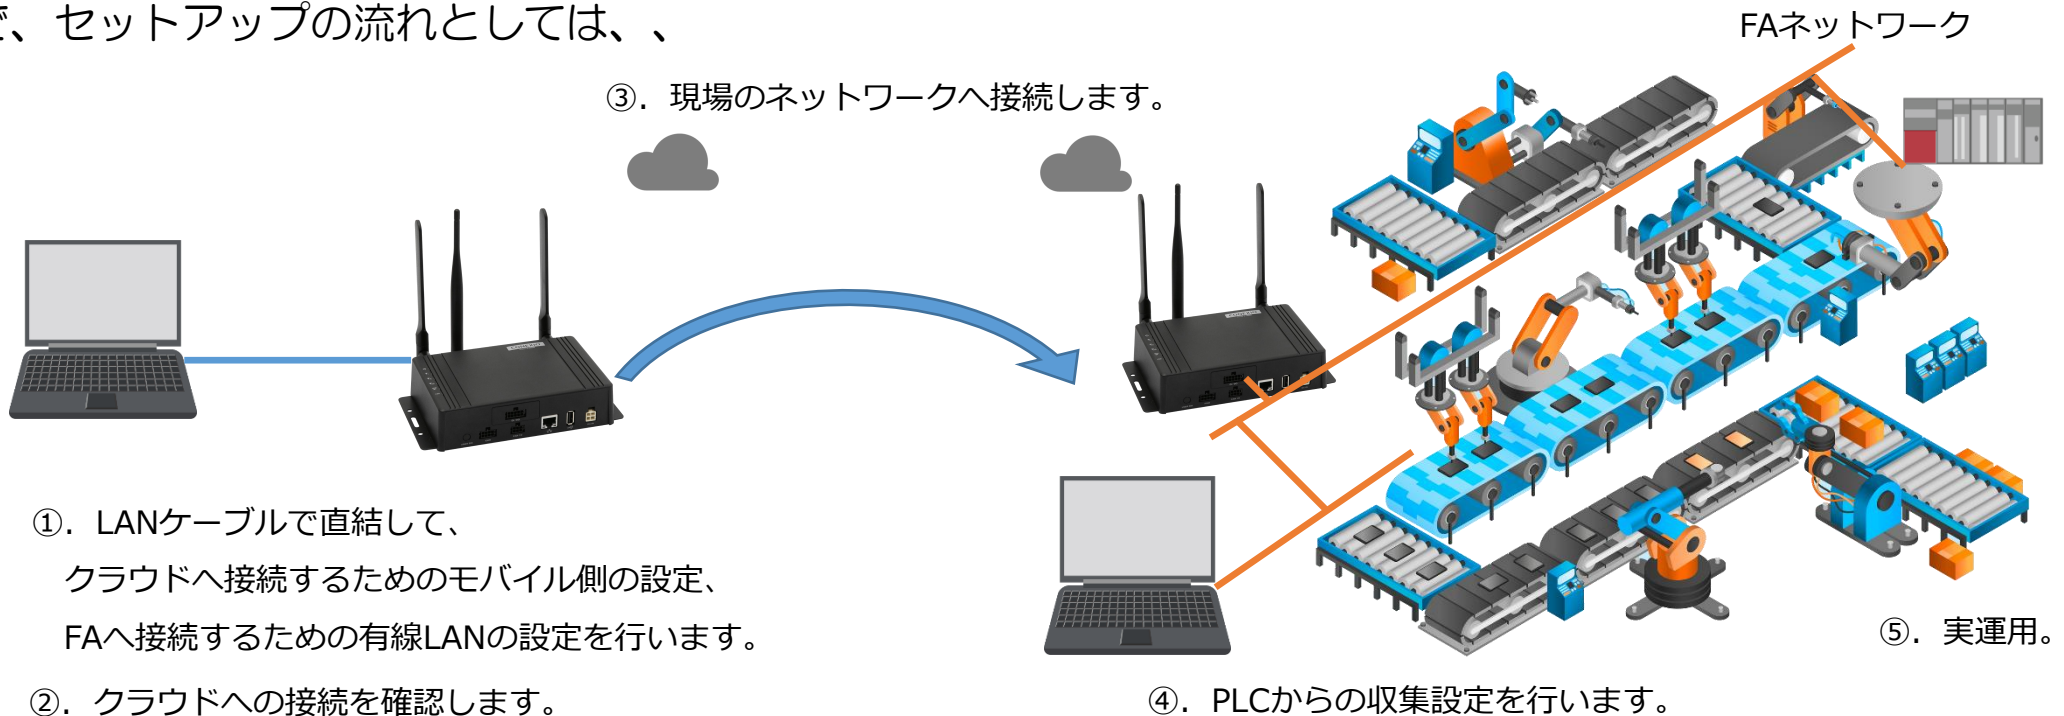 、セットアップの流れとしては、、
FAネットワーク
③．現場のネットワークへ接続します。
①．LANケーブルで直結して、
クラウドへ接続するためのモバイル側の設定、
FAへ接続するための有線LANの設定を行います。
②．クラウドへの接続を確認します。
④．PLCからの収集設定を行います。
⑤．実運用。